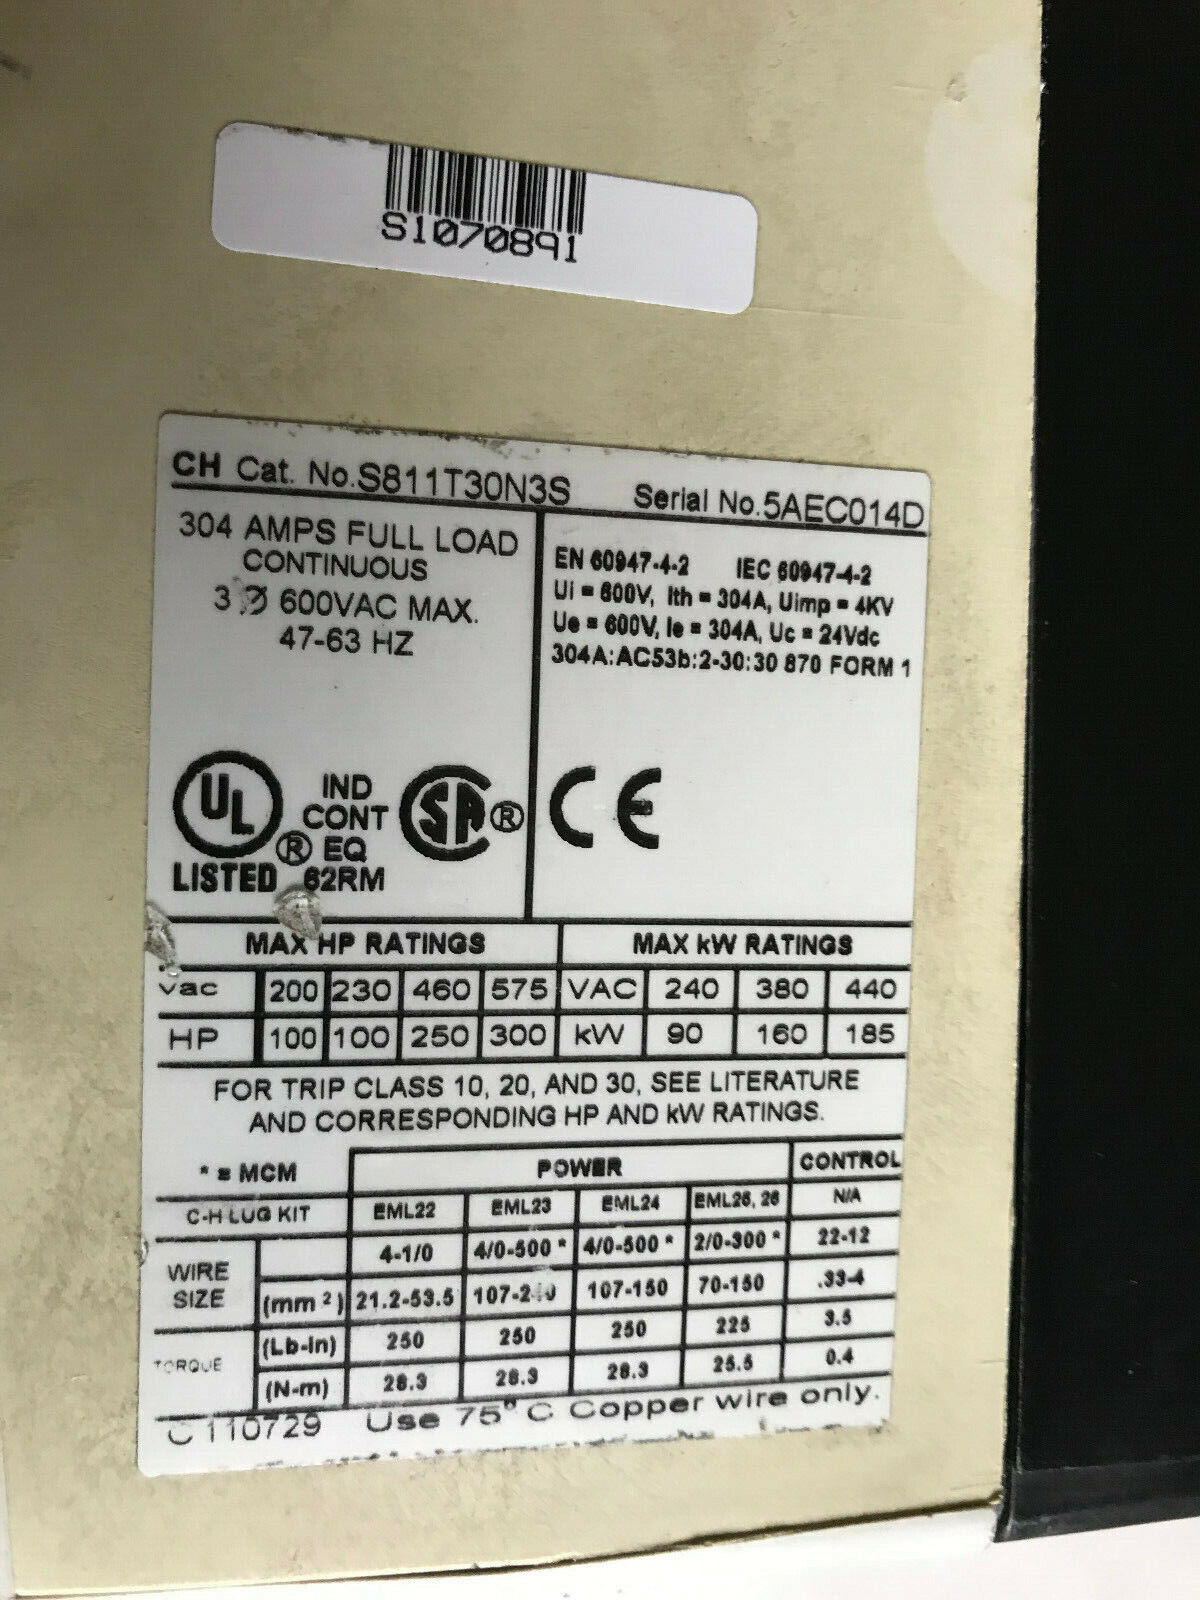 S1070891
CH Cat. No.S811T30N3S Serial No.5AEC014D
304 AMPS FULL LOAD
CONTINUOUS
3 Ø 600VAC MAX.
47-63 HZ
EN 60947-4-2 IEC 60947-4-2
Ui = 600V, Ith = 304A, Uimp = 4KV
Ue = 600V, Ie = 304A, Uc = 24Vdc
304A:AC53b:2-30:30 870 FORM 1
UL ® LISTED
IND
CONT
EQ
62RM
SA ®
CE
MAX HP RATINGS MAX kW RATINGS
vac 200 230 460 575 VAC 240 380 440
HP 100 100 250 300 kW 90 160 185
FOR TRIP CLASS 10, 20, AND 30, SEE LITERATURE
AND CORRESPONDING HP AND kW RATINGS.
* = MCM POWER CONTROL
C-H LUG KIT EML22 EML23 EML24 EML25, 26 N/A
WIRE SIZE 4-1/0 4/0-500 * 4/0-500 * 2/0-300 * 22-12
(mm ²) 21.2-53.5 107-150 70-150 .33-4
TORQUE (Lb-in) 250 250 250 225 3.5
(N-m) 28.3 28.3 28.3 25.5 0.4
C 110729 Use 75° C Copper wire only.